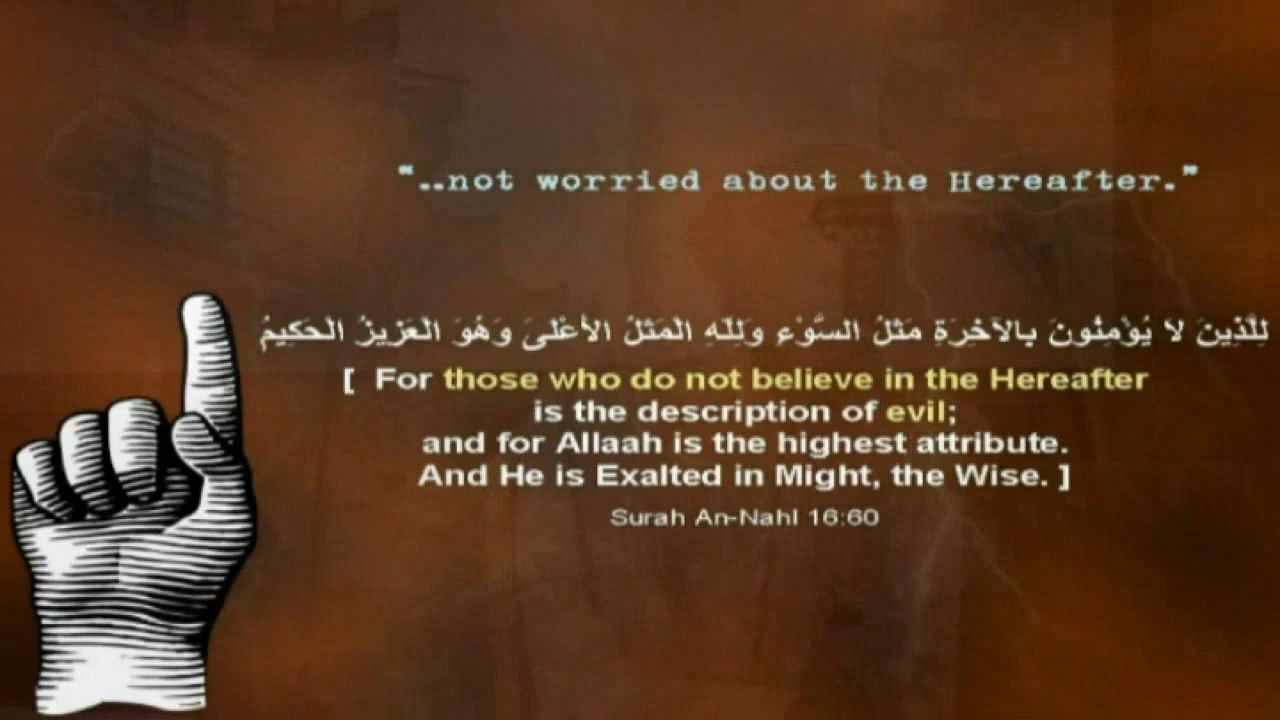 “..not worried about the Hereafter.”
لِلَّذِينَ لَا يُؤْمِنُونَ بِالْآخِرَةِ مَثَلُ السَّوْءِ وَلِلَّهِ الْمَثَلُ الْأَعْلَىَ وَهُوَ الْعَزِيزُ الْحَكِيمُ
[ For those who do not believe in the Hereafter
is the description of evil;
and for Allaah is the highest attribute.
And He is Exalted in Might, the Wise. ]
Surah An-Nahl 16:60